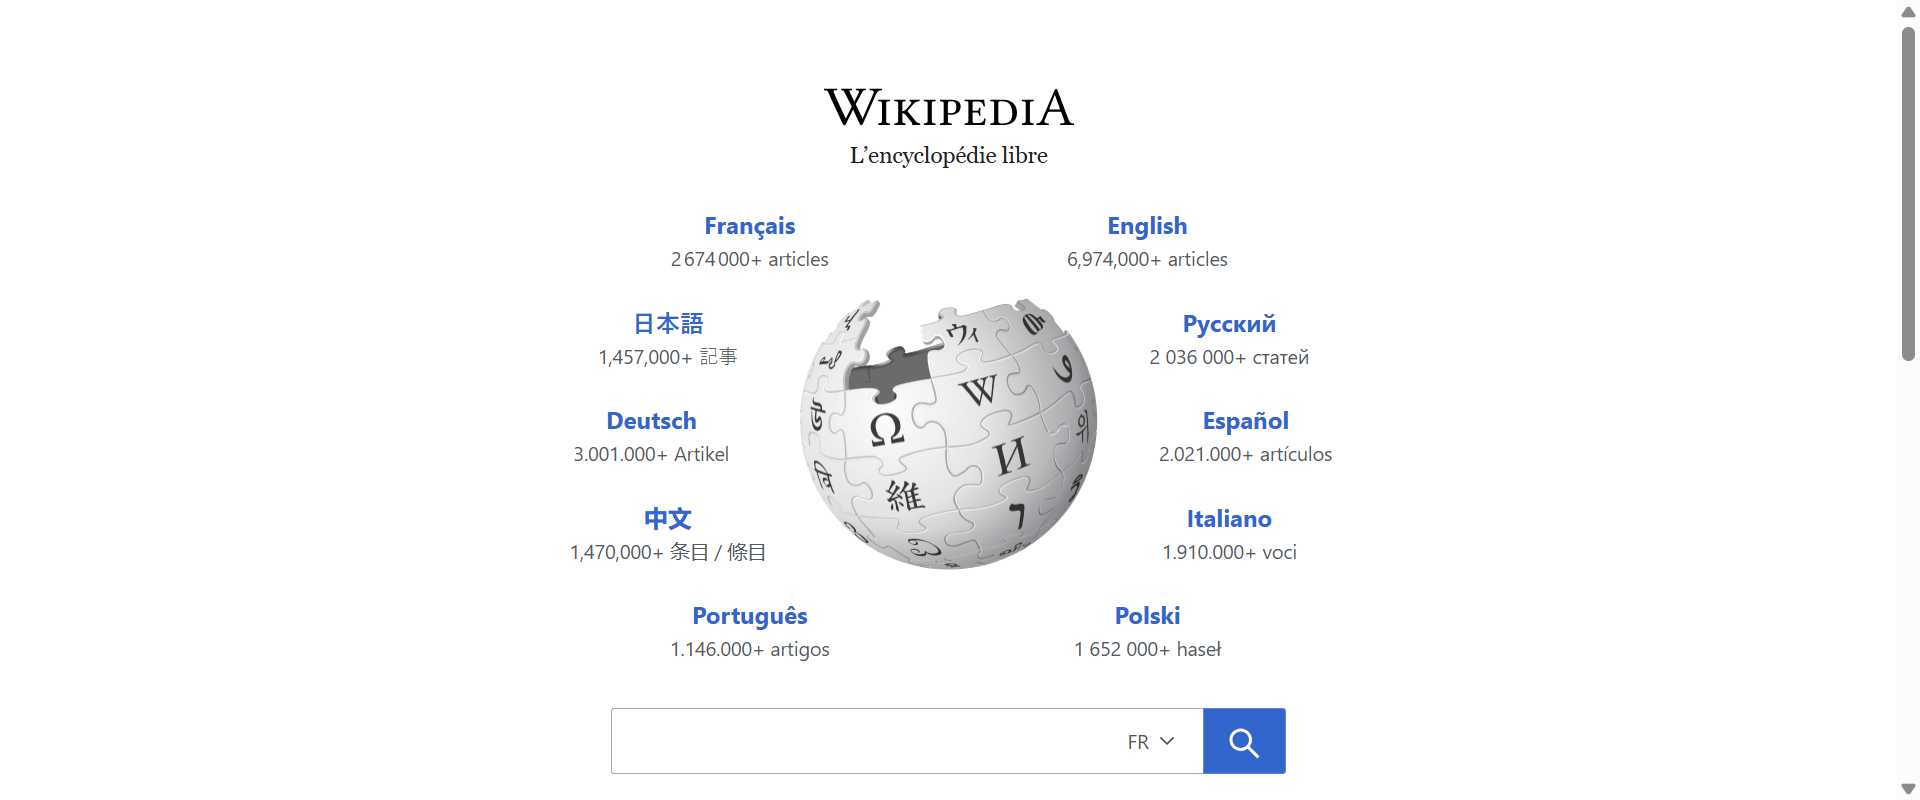 WIKIPEDIA
L’encyclopédie libre
Français
2 674 000+ articles
English
6,974,000+ articles
日本語
1,457,000+ 記事
Русский
2 036 000+ статей
Deutsch
3.001.000+ Artikel
Español
2.021.000+ artículos
中文
1,470,000+ 条目 / 條目
Italiano
1.910.000+ voci
Português
1.146.000+ artigos
Polski
1 652 000+ haseł
Ω
W
И
維
ウィ
FR